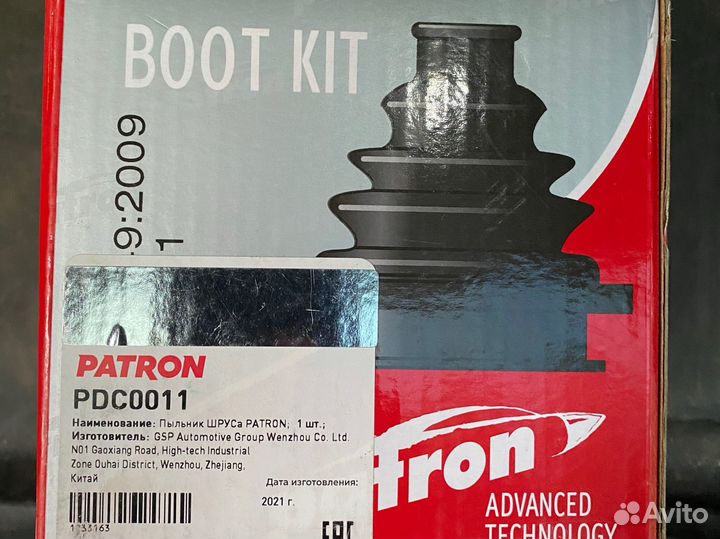 BOOT KIT
9:2009
1
PATRON
PDC0011
Наименование: Пыльник ШРУСа PATRON; 1 шт.;
Изготовитель: GSP Automotive Group Wenzhou Co. Ltd.
N01 Gaoxiang Road, High-tech Industrial
Zone Ouhai District, Wenzhou, Zhejiang,
Китай
Дата изготовления:
2021 г.
1733163
EAC
tron
ADVANCED
TECHNOLOGY
Avito